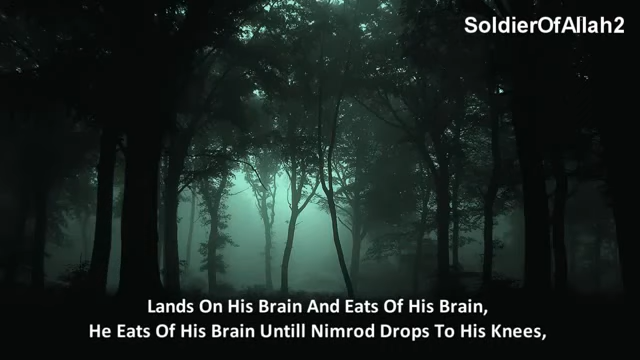 SoldierOfAllah2
Lands On His Brain And Eats Of His Brain,
He Eats Of His Brain Untill Nimrod Drops To His Knees,